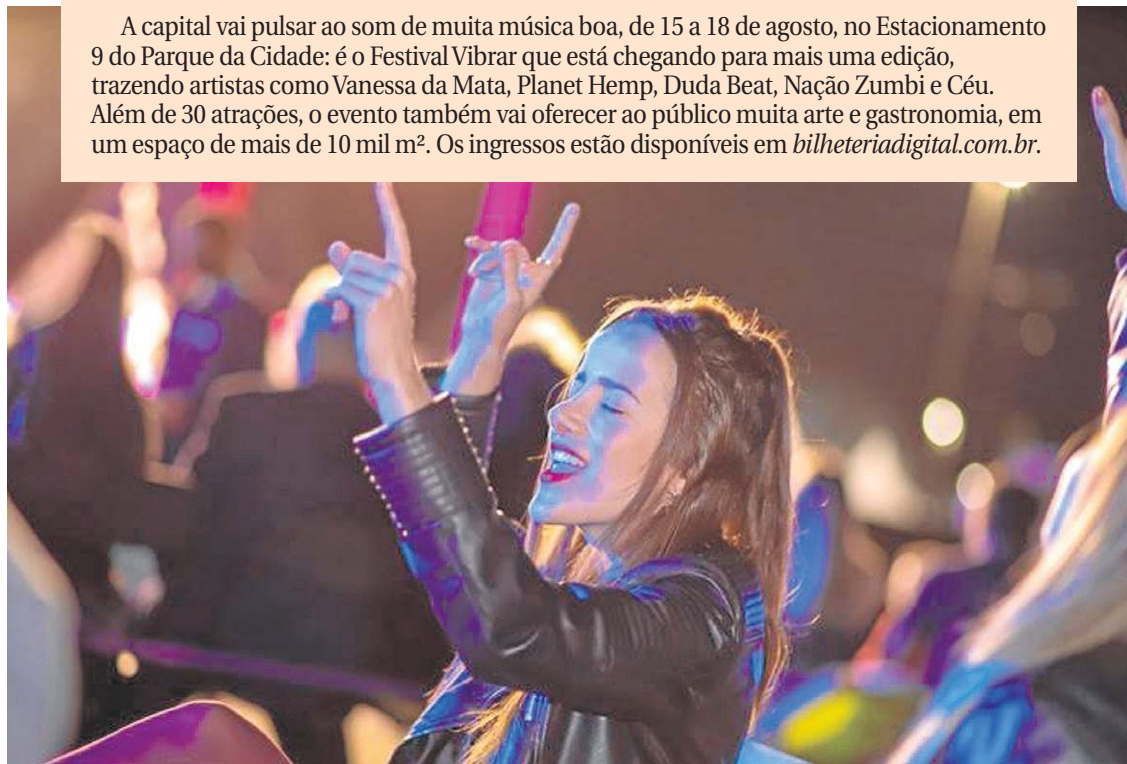 A capital vai pulsar ao som de muita música boa, de 15 a 18 de agosto, no Estacionamento
9 do Parque da Cidade: é o Festival Vibrar que está chegando para mais uma edição,
trazendo artistas como Vanessa da Mata, Planet Hemp, Duda Beat, Nação Zumbi e Céu.
Além de 30 atrações, o evento também vai oferecer ao público muita arte e gastronomia, em
um espaço de mais de 10 mil m². Os ingressos estão disponíveis em bilheteriadigital.com.br.